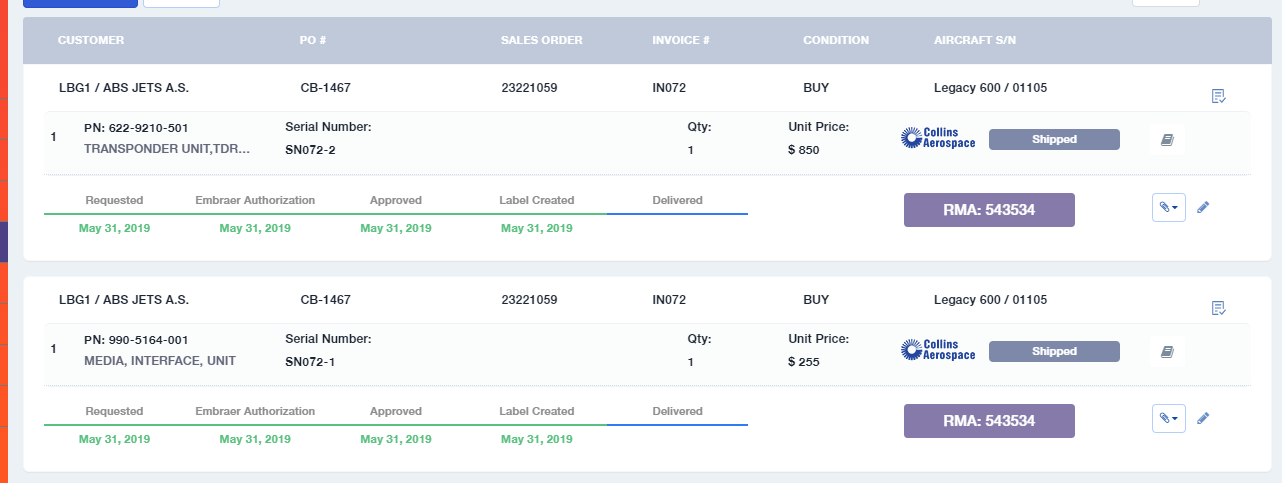 CUSTOMER PO # SALES ORDER INVOICE # CONDITION AIRCRAFT S/N
LBG1 / ABS JETS A.S. CB-1467 23221059 IN072 BUY Legacy 600 / 01105
1 PN: 622-9210-501 Serial Number: Qty: Unit Price: Collins Aerospace Shipped
TRANSPONDER UNIT,TDR... SN072-2 1 $ 850
Requested Embraer Authorization Approved Label Created Delivered RMA: 543534
May 31, 2019 May 31, 2019 May 31, 2019 May 31, 2019
LBG1 / ABS JETS A.S. CB-1467 23221059 IN072 BUY Legacy 600 / 01105
1 PN: 990-5164-001 Serial Number: Qty: Unit Price: Collins Aerospace Shipped
MEDIA, INTERFACE, UNIT SN072-1 1 $ 255
Requested Embraer Authorization Approved Label Created Delivered RMA: 543534
May 31, 2019 May 31, 2019 May 31, 2019 May 31, 2019